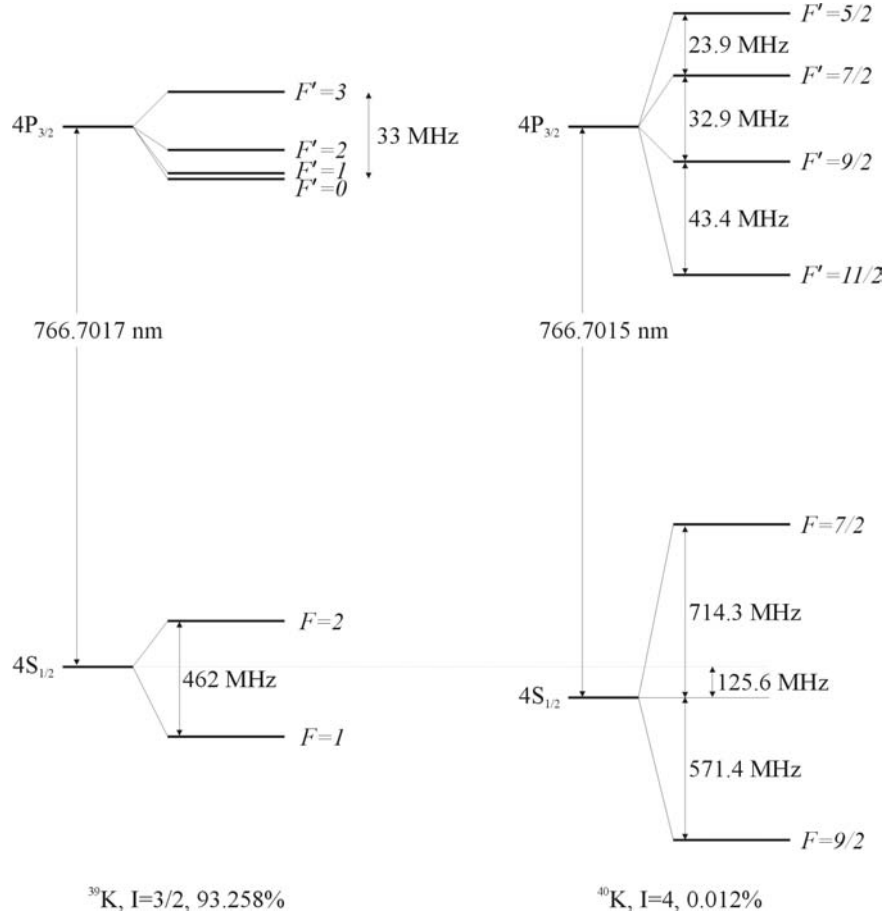 F'=3
4P3/2
33 MHz
F'=2
F'=1
F'=0
766.7017 nm
F=2
4S1/2
462 MHz
F=1
39K, I=3/2, 93.258%
F'=5/2
23.9 MHz
F'=7/2
4P3/2
32.9 MHz
F'=9/2
43.4 MHz
F'=11/2
766.7015 nm
F=7/2
714.3 MHz
125.6 MHz
4S1/2
571.4 MHz
F=9/2
40K, I=4, 0.012%